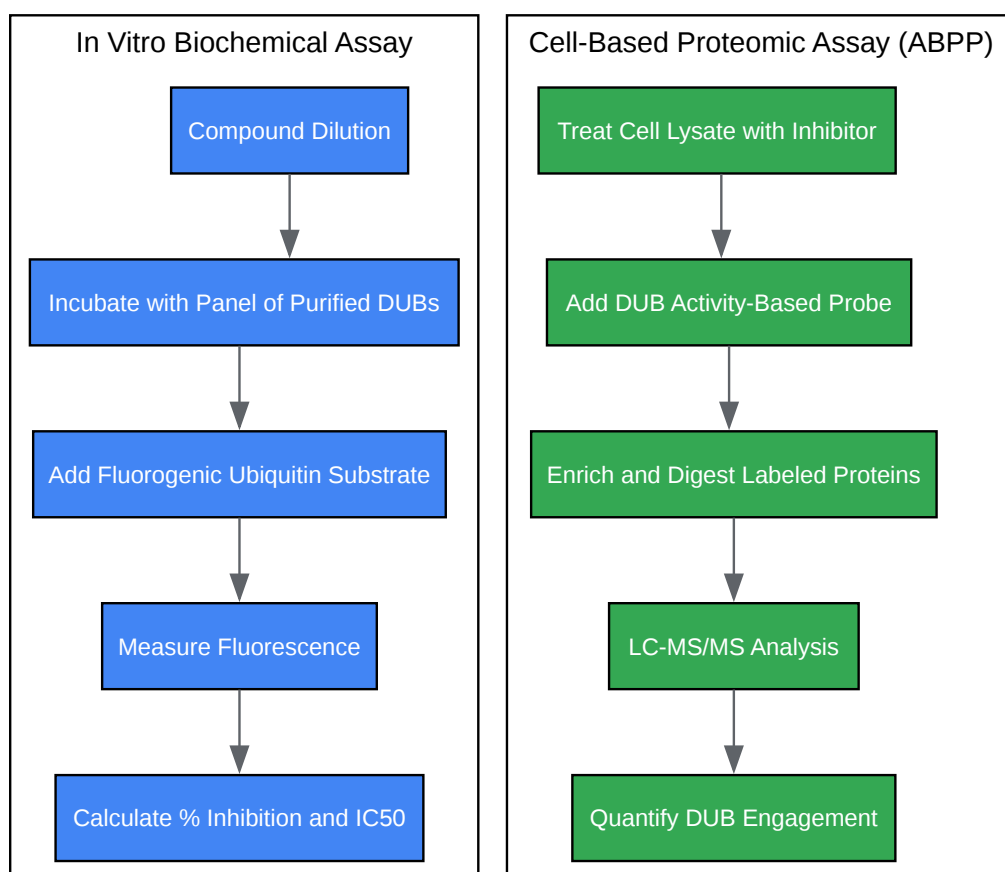 In Vitro Biochemical Assay
Compound Dilution
Incubate with Panel of Purified DUBs
Add Fluorogenic Ubiquitin Substrate
Measure Fluorescence
Calculate % Inhibition and IC50
Cell-Based Proteomic Assay (ABPP)
Treat Cell Lysate with Inhibitor
Add DUB Activity-Based Probe
Enrich and Digest Labeled Proteins
LC-MS/MS Analysis
Quantify DUB Engagement